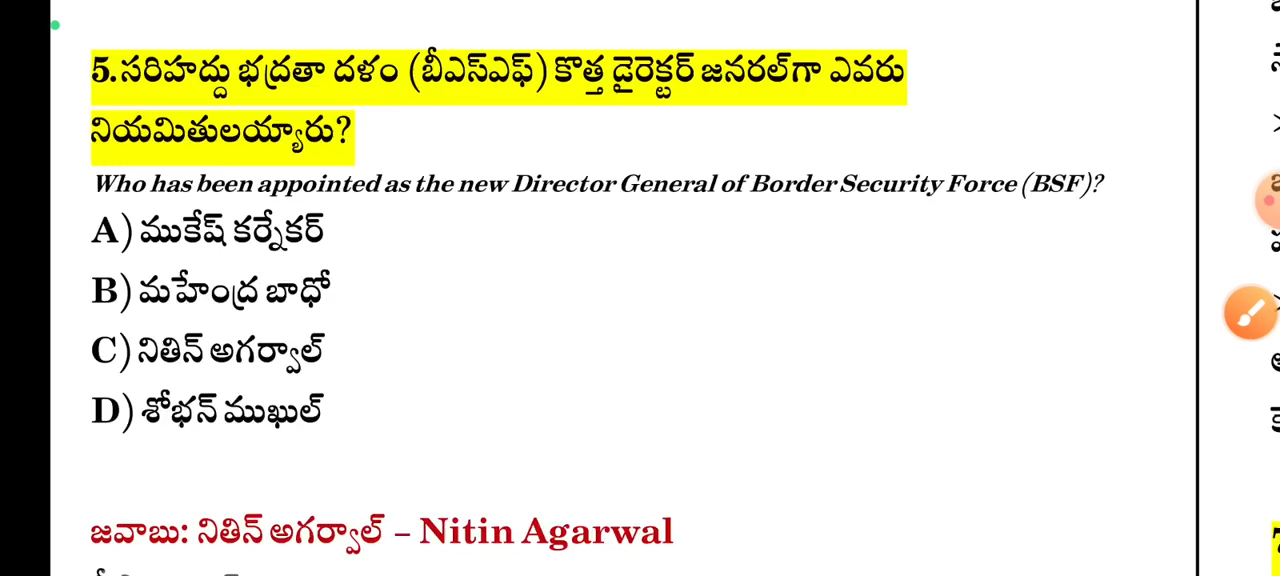 5.సరిహద్దు భద్రతా దళం (బీఎస్ఎఫ్) కొత్త డైరెక్టర్ జనరల్‌గా ఎవరు
నియమితులయ్యారు?
Who has been appointed as the new Director General of Border Security Force (BSF)?
A) ముకేష్ కర్నేకర్
B) మహేంద్ర బాధో
C) నితిన్ అగర్వాల్
D) శోభన్ ముఖుల్
జవాబు: నితిన్ అగర్వాల్ – Nitin Agarwal